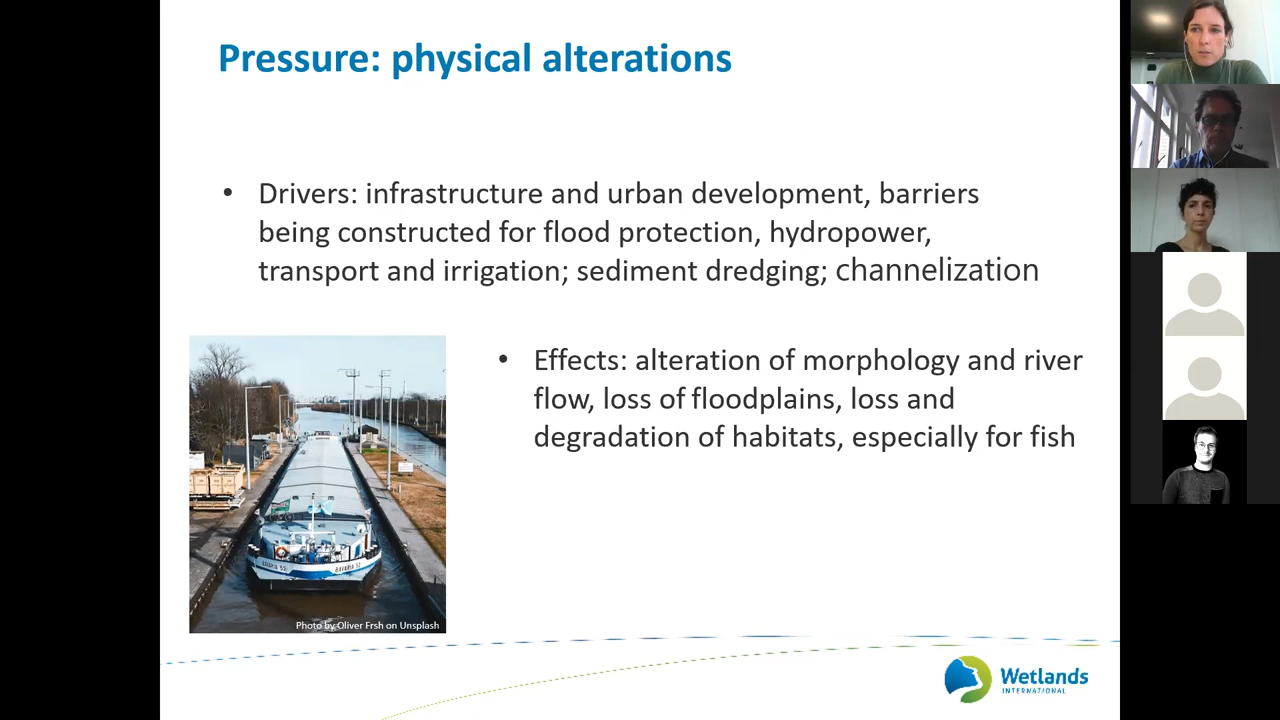 Pressure: physical alterations
• Drivers: infrastructure and urban development, barriers
being constructed for flood protection, hydropower,
transport and irrigation; sediment dredging; channelization
• Effects: alteration of morphology and river
flow, loss of floodplains, loss and
degradation of habitats, especially for fish
BAVARIA 52
Photo by Oliver Frsh on Unsplash
Wetlands
INTERNATIONAL